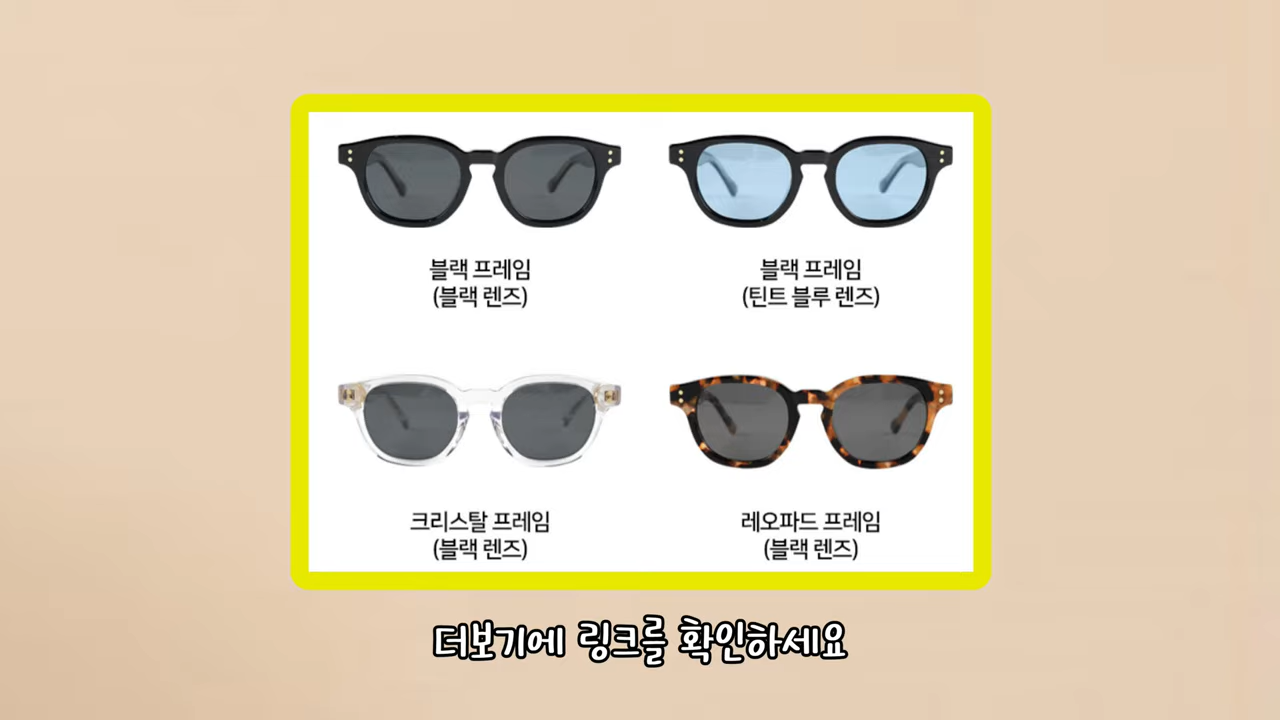 블랙 프레임
(블랙 렌즈)
블랙 프레임
(틴트 블루 렌즈)
크리스탈 프레임
(블랙 렌즈)
레오파드 프레임
(블랙 렌즈)
더보기에 링크를 확인하세요